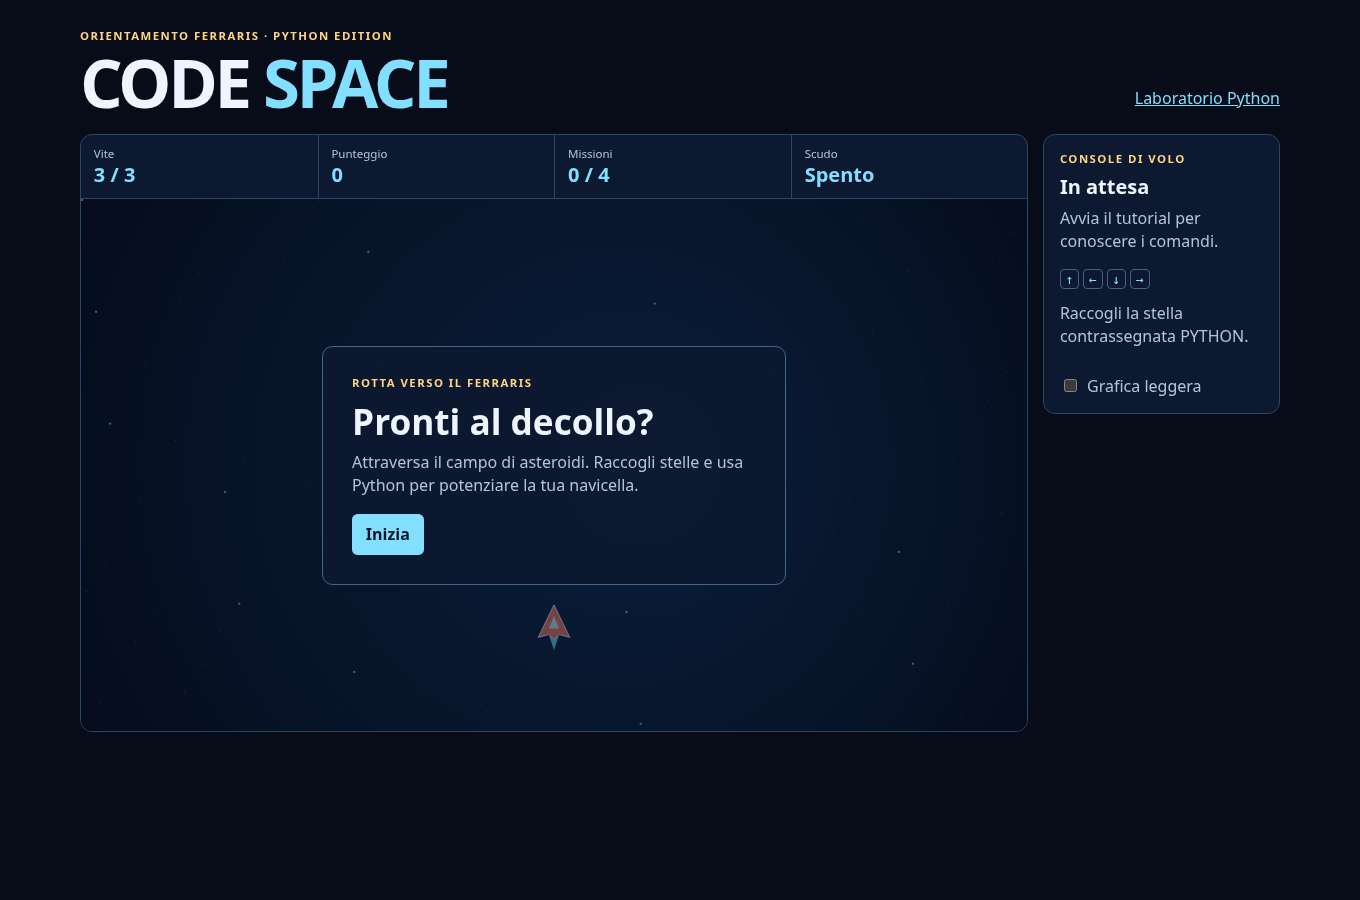 ORIENTAMENTO FERRARIS · PYTHON EDITION
CODE SPACE
Laboratorio Python
Vite
3 / 3
Punteggio
0
Missioni
0 / 4
Scudo
Spento
ROTTA VERSO IL FERRARIS
Pronti al decollo?
Attraversa il campo di asteroidi. Raccogli stelle e usa
Python per potenziare la tua navicella.
Inizia
CONSOLE DI VOLO
In attesa
Avvia il tutorial per
conoscere i comandi.
↑ ← ↓ →
Raccogli la stella
contrassegnata PYTHON.
Grafica leggera